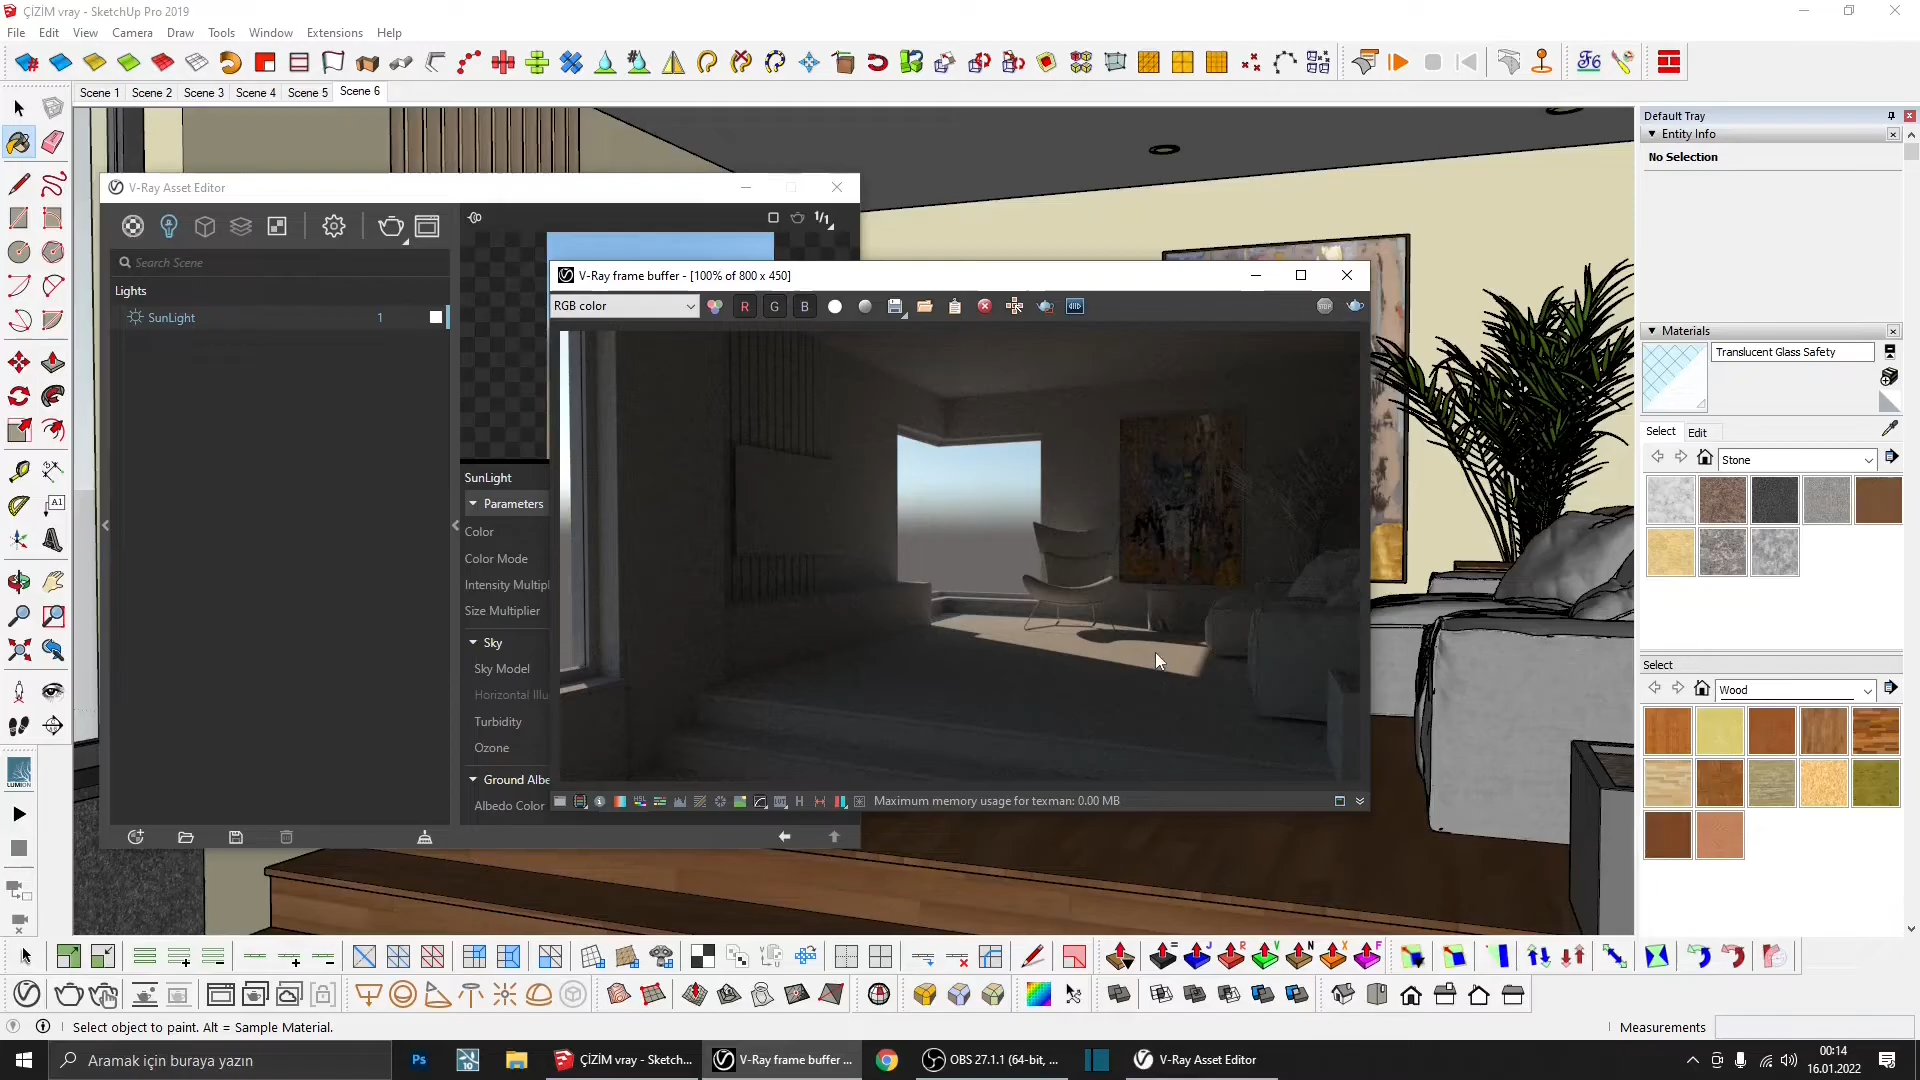 ÇİZİM vray - SketchUp Pro 2019
File Edit View Camera Draw Tools Window Extensions Help
Scene 1 Scene 2 Scene 3 Scene 4 Scene 5 Scene 6
Default Tray
Entity Info
No Selection
V-Ray Asset Editor
1/1
Search Scene
Lights
SunLight 1
V-Ray frame buffer - [100% of 800 x 450]
RGB color
R G B
SunLight
Parameters
Color
Color Mode
Intensity Multipl
Size Multiplier
Sky
Sky Model
Horizontal Illu
Turbidity
Ozone
Ground Albe
Albedo Color
Maximum memory usage for texman: 0.00 MB
Materials
Translucent Glass Safety
Select Edit
Stone
Select
Wood
A1
LUMION
Select object to paint. Alt = Sample Material.
Measurements
Aramak için buraya yazın
Ps
10
ÇİZİM vray - Sketch...
V-Ray frame buffer ...
OBS 27.1.1 (64-bit, ...
V-Ray Asset Editor
00:14
16.01.2022